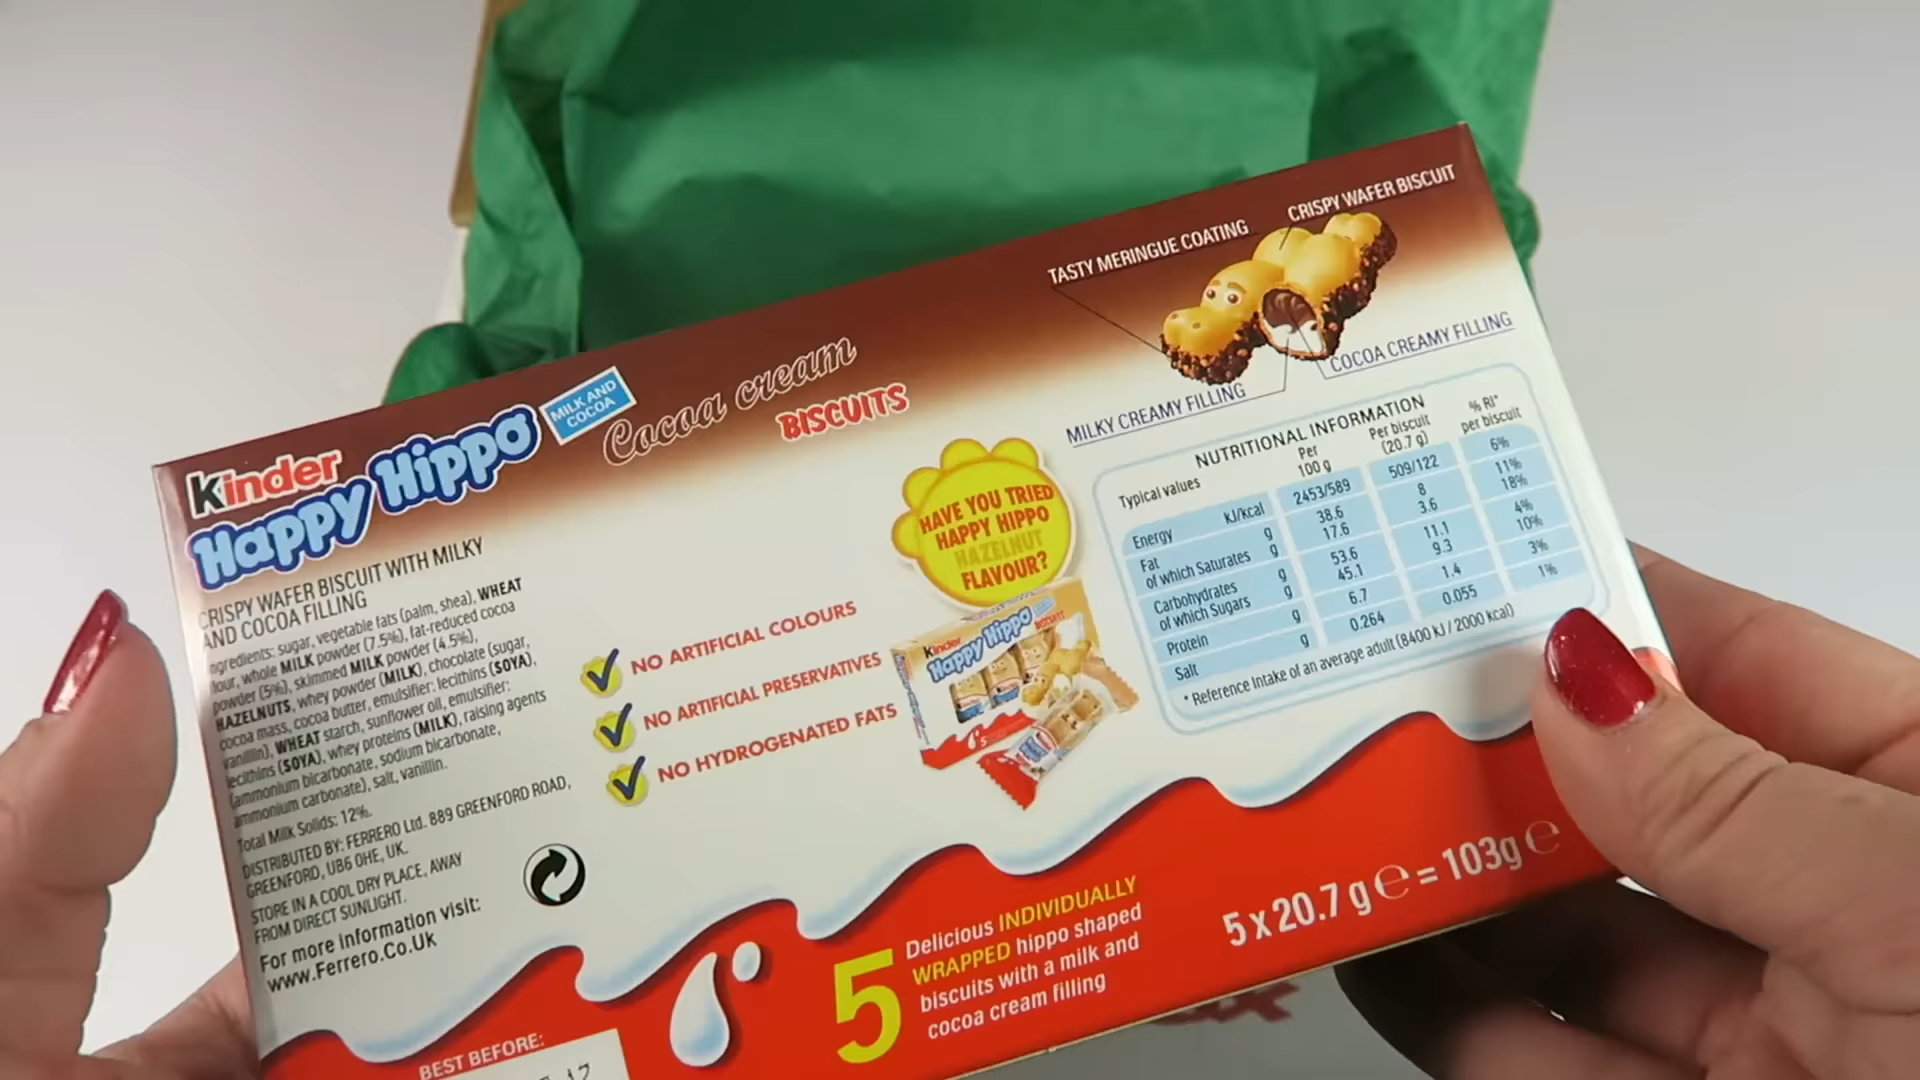 TASTY MERINGUE COATING
CRISPY WAFER BISCUIT
MILKY CREAMY FILLING
COCOA CREAMY FILLING
Kinder
Happy Hippo
MILK AND
COCOA
Cocoa cream
BISCUITS
CRISPY WAFER BISCUIT WITH MILKY
AND COCOA FILLING
ngredients: sugar, vegetable fats (palm, shea), WHEAT
lour, whole MILK powder (7.5%), fat-reduced cocoa
powder (5%), skimmed MILK powder (4.5%),
HAZELNUTS, whey powder (MILK), chocolate (sugar,
cocoa mass, cocoa butter, emulsifier: lecithins (SOYA),
vanillin), WHEAT starch, sunflower oil, emulsifier:
lecithins (SOYA), whey proteins (MILK), raising agents
(ammonium bicarbonate, sodium bicarbonate,
ammonium carbonate), salt, vanillin.
Total Milk Solids: 12%.
DISTRIBUTED BY: FERRERO Ltd. 889 GREENFORD ROAD,
GREENFORD, UB6 0HE, UK.
STORE IN A COOL DRY PLACE, AWAY
FROM DIRECT SUNLIGHT.
For more information visit:
www.Ferrero.Co.Uk
BEST BEFORE:
NO ARTIFICIAL COLOURS
NO ARTIFICIAL PRESERVATIVES
NO HYDROGENATED FATS
HAVE YOU TRIED
HAPPY HIPPO
HAZELNUT
FLAVOUR?
Kinder
Happy Hippo
BISCUITS
NUTRITIONAL INFORMATION
Typical values Per 100 g Per biscuit (20.7 g) % RI* per biscuit
Energy kJ/kcal 2453/589 509/122 6%
Fat g 38.6 8 11%
of which Saturates g 17.6 3.6 18%
Carbohydrates g 53.6 11.1 4%
of which Sugars g 45.1 9.3 10%
Protein g 6.7 1.4 3%
Salt g 0.264 0.055 1%
* Reference Intake of an average adult (8400 kJ / 2000 kcal)
5 Delicious INDIVIDUALLY
WRAPPED hippo shaped
biscuits with a milk and
cocoa cream filling
5 x 20.7 g ℮ = 103g ℮